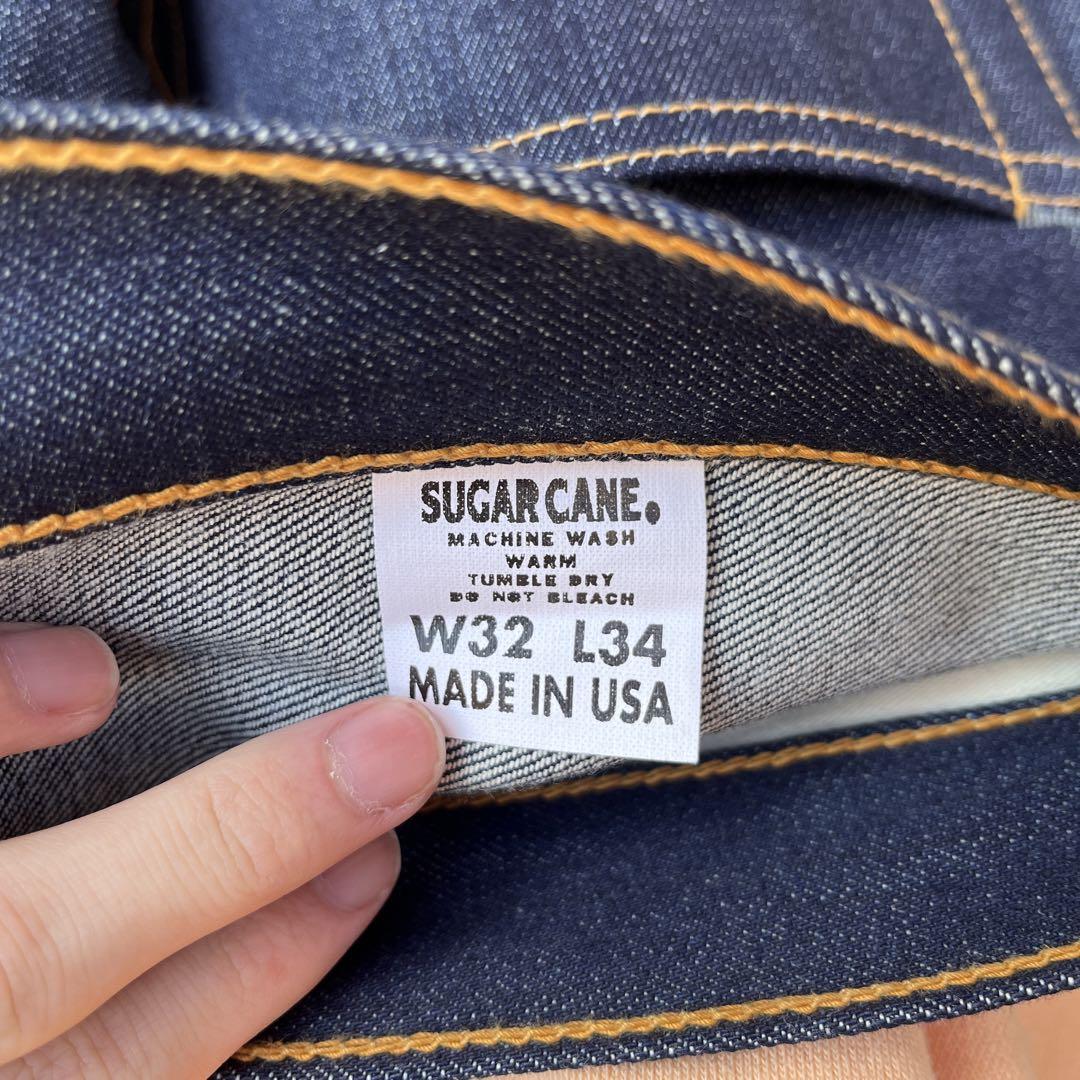 SUGAR CANE.
MACHINE WASH
WARM
TUMBLE DRY
DO NOT BLEACH
W32 L34
MADE IN USA